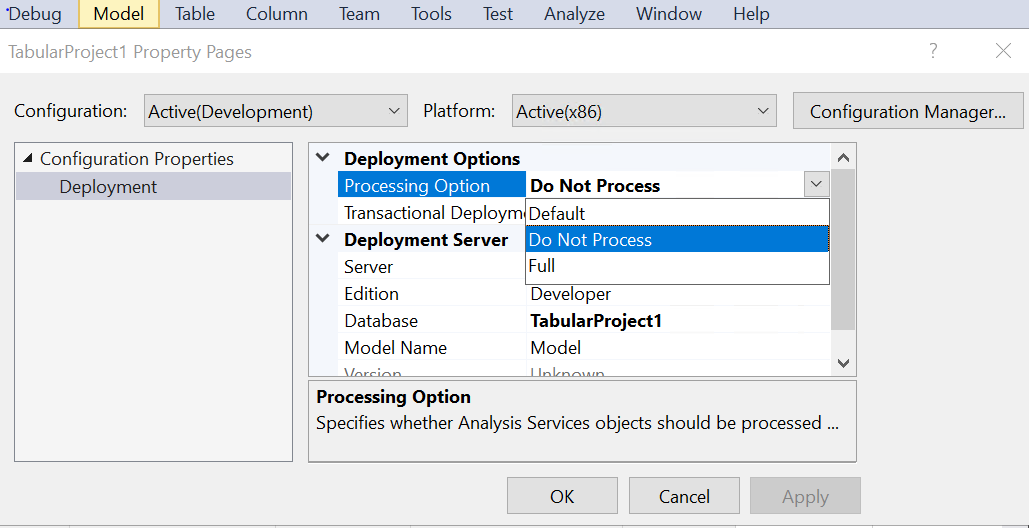 Debug Model Table Column Team Tools Test Analyze Window Help
TabularProject1 Property Pages ?
Configuration: Active(Development) Platform: Active(x86) Configuration Manager...
Configuration Properties
Deployment
Deployment Options
Processing Option Do Not Process
Transactional Deployme
Default
Do Not Process
Full
Deployment Server
Server
Edition Developer
Database TabularProject1
Model Name Model
Version Unknown
Processing Option
Specifies whether Analysis Services objects should be processed ...
OK Cancel Apply